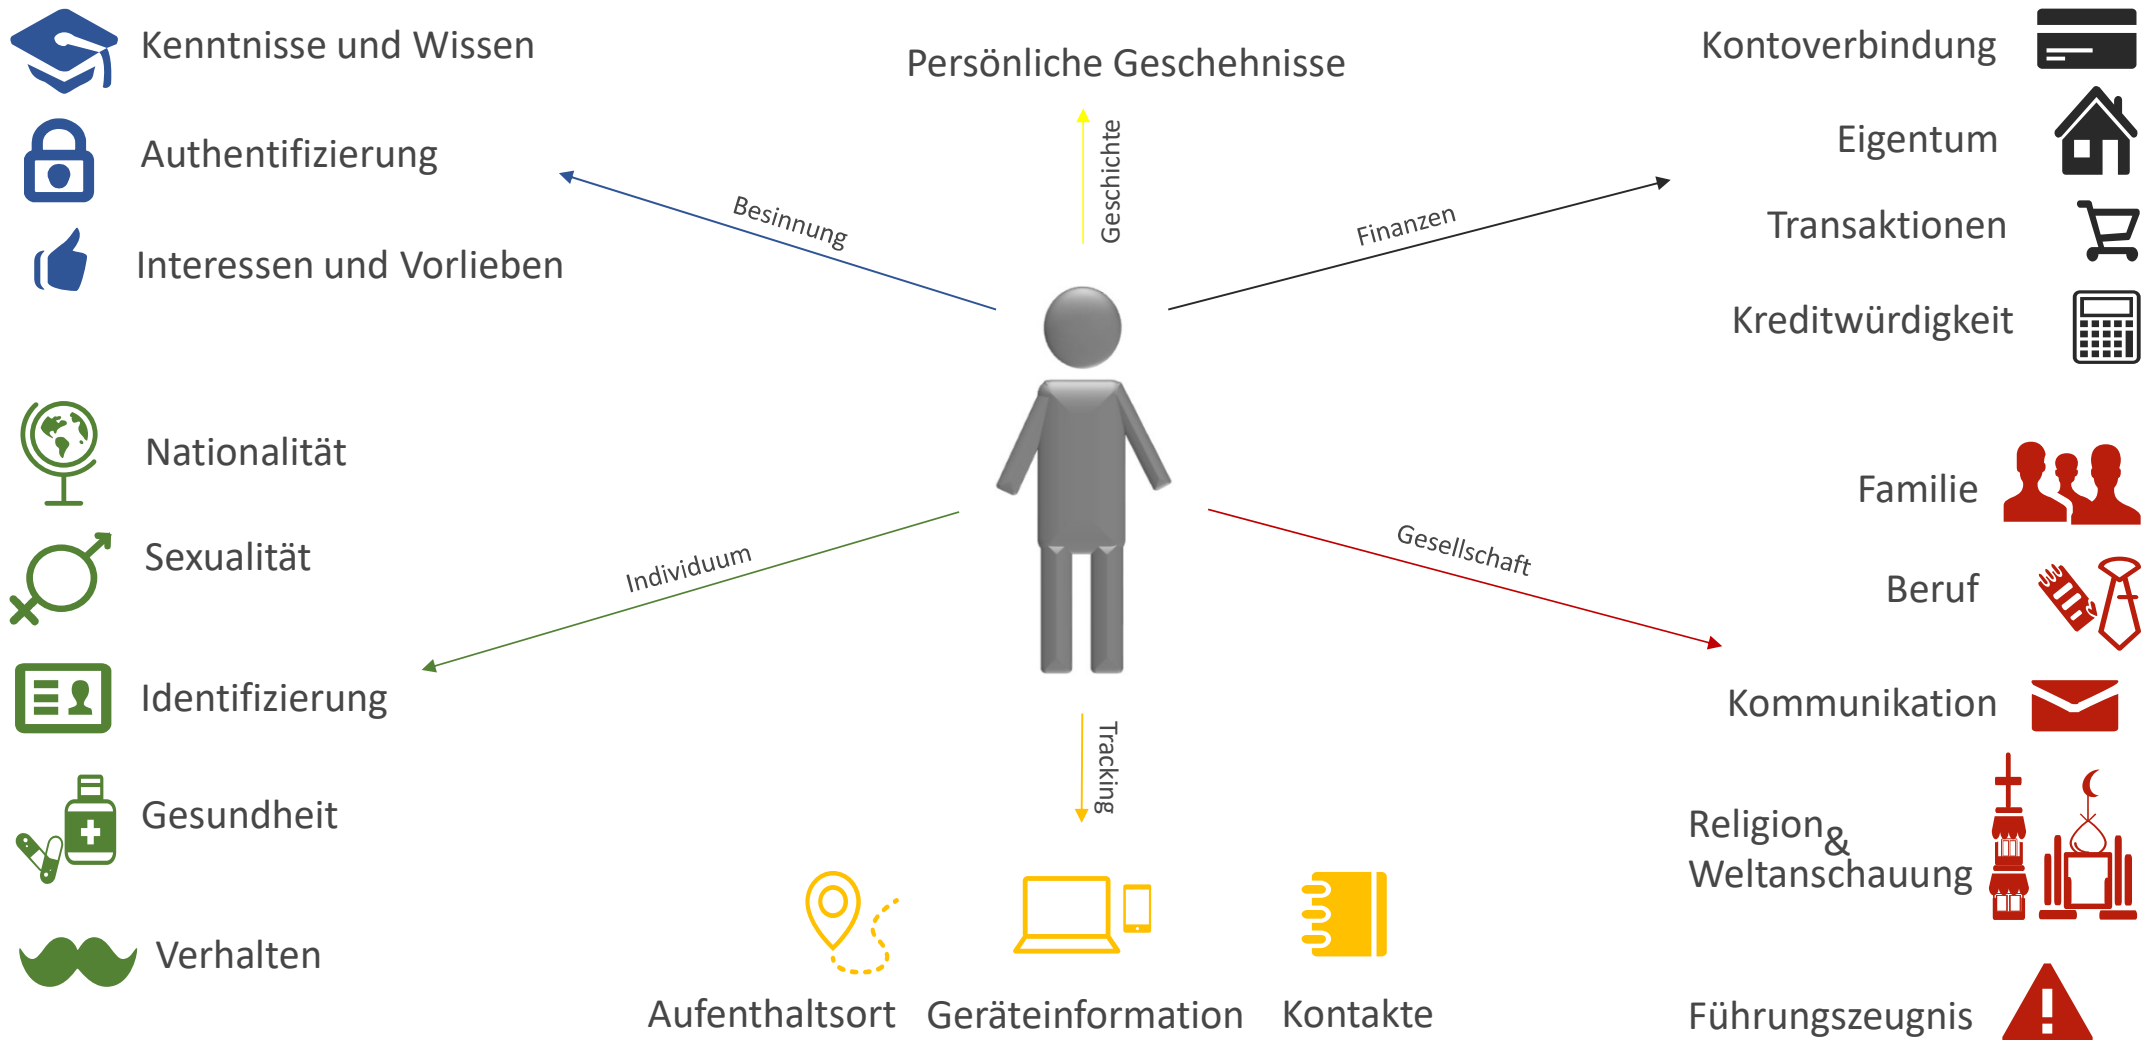 Kenntnisse und Wissen
Authentifizierung
Interessen und Vorlieben
Besinnung
Persönliche Geschehnisse
Geschichte
Finanzen
Kontoverbindung
Eigentum
Transaktionen
Kreditwürdigkeit
Nationalität
Sexualität
Identifizierung
Gesundheit
Verhalten
Individuum
Tracking
Aufenthaltsort
Geräteinformation
Kontakte
Gesellschaft
Familie
Beruf
Kommunikation
Religion
&
Weltanschauung
Führungszeugnis